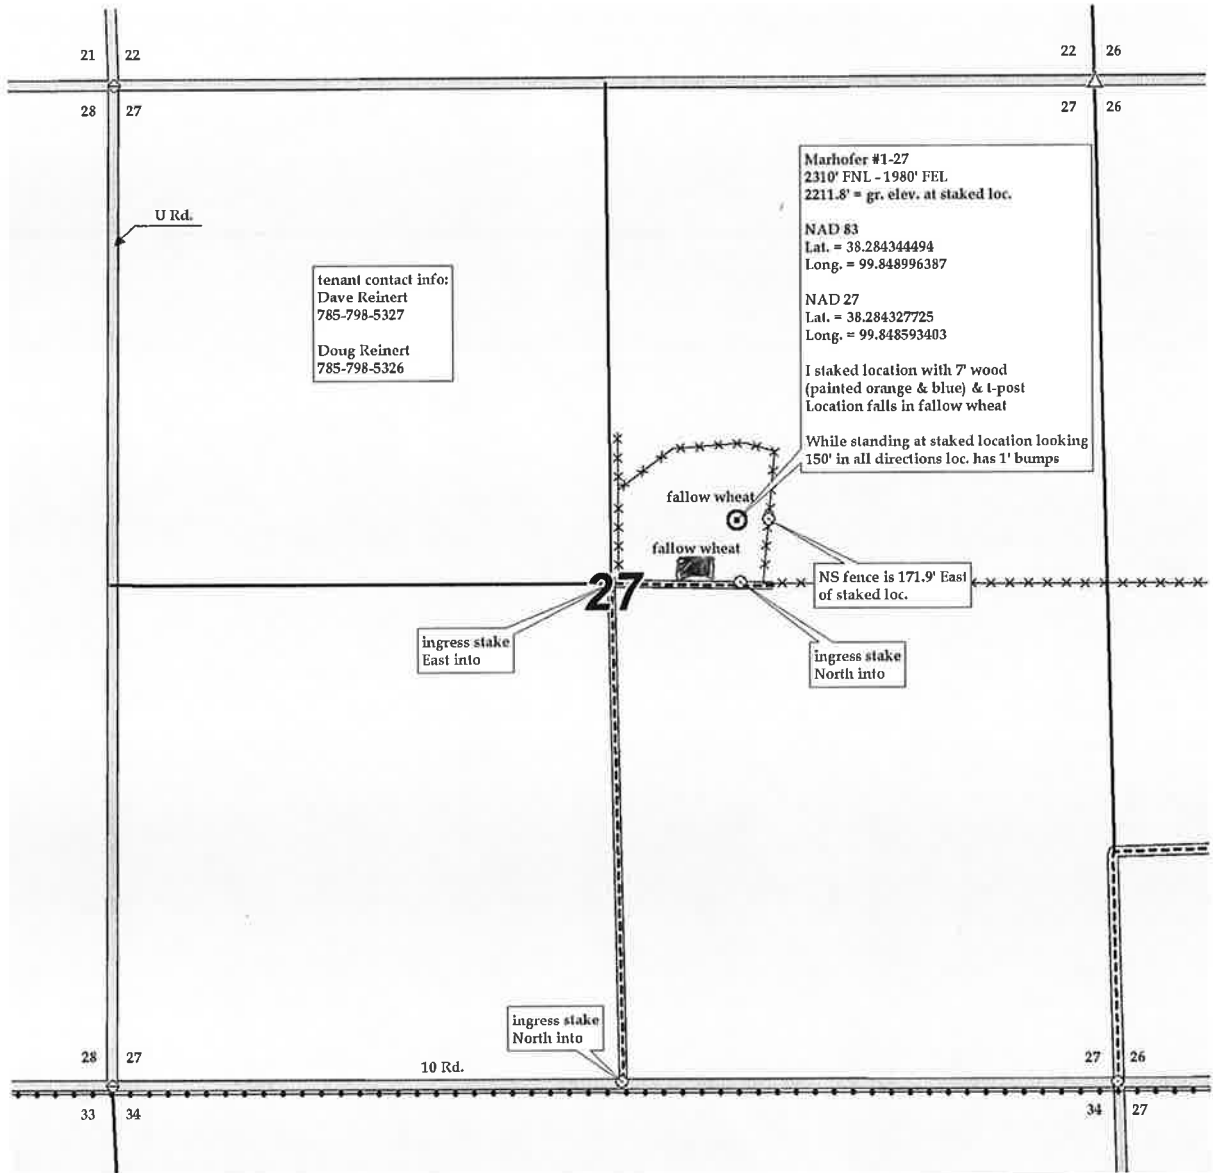 21 22
22 26
28 27
27 26
Marhofer #1-27
2310' FNL - 1980' FEL
2211.8' = gr. elev. at staked loc.
NAD 83
Lat. = 38.284344494
Long. = 99.848996387
NAD 27
Lat. = 38.284327725
Long. = 99.848593403
I staked location with 7' wood
(painted orange & blue) & t-post
Location falls in fallow wheat
While standing at staked location looking
150' in all directions loc. has 1' bumps
U Rd.
tenant contact info:
Dave Reinert
785-798-5327
Doug Reinert
785-798-5326
fallow wheat
fallow wheat
27
NS fence is 171.9' East
of staked loc.
ingress stake
East into
ingress stake
North into
ingress stake
North into
28 27
10 Rd.
27 26
33 34
34 27